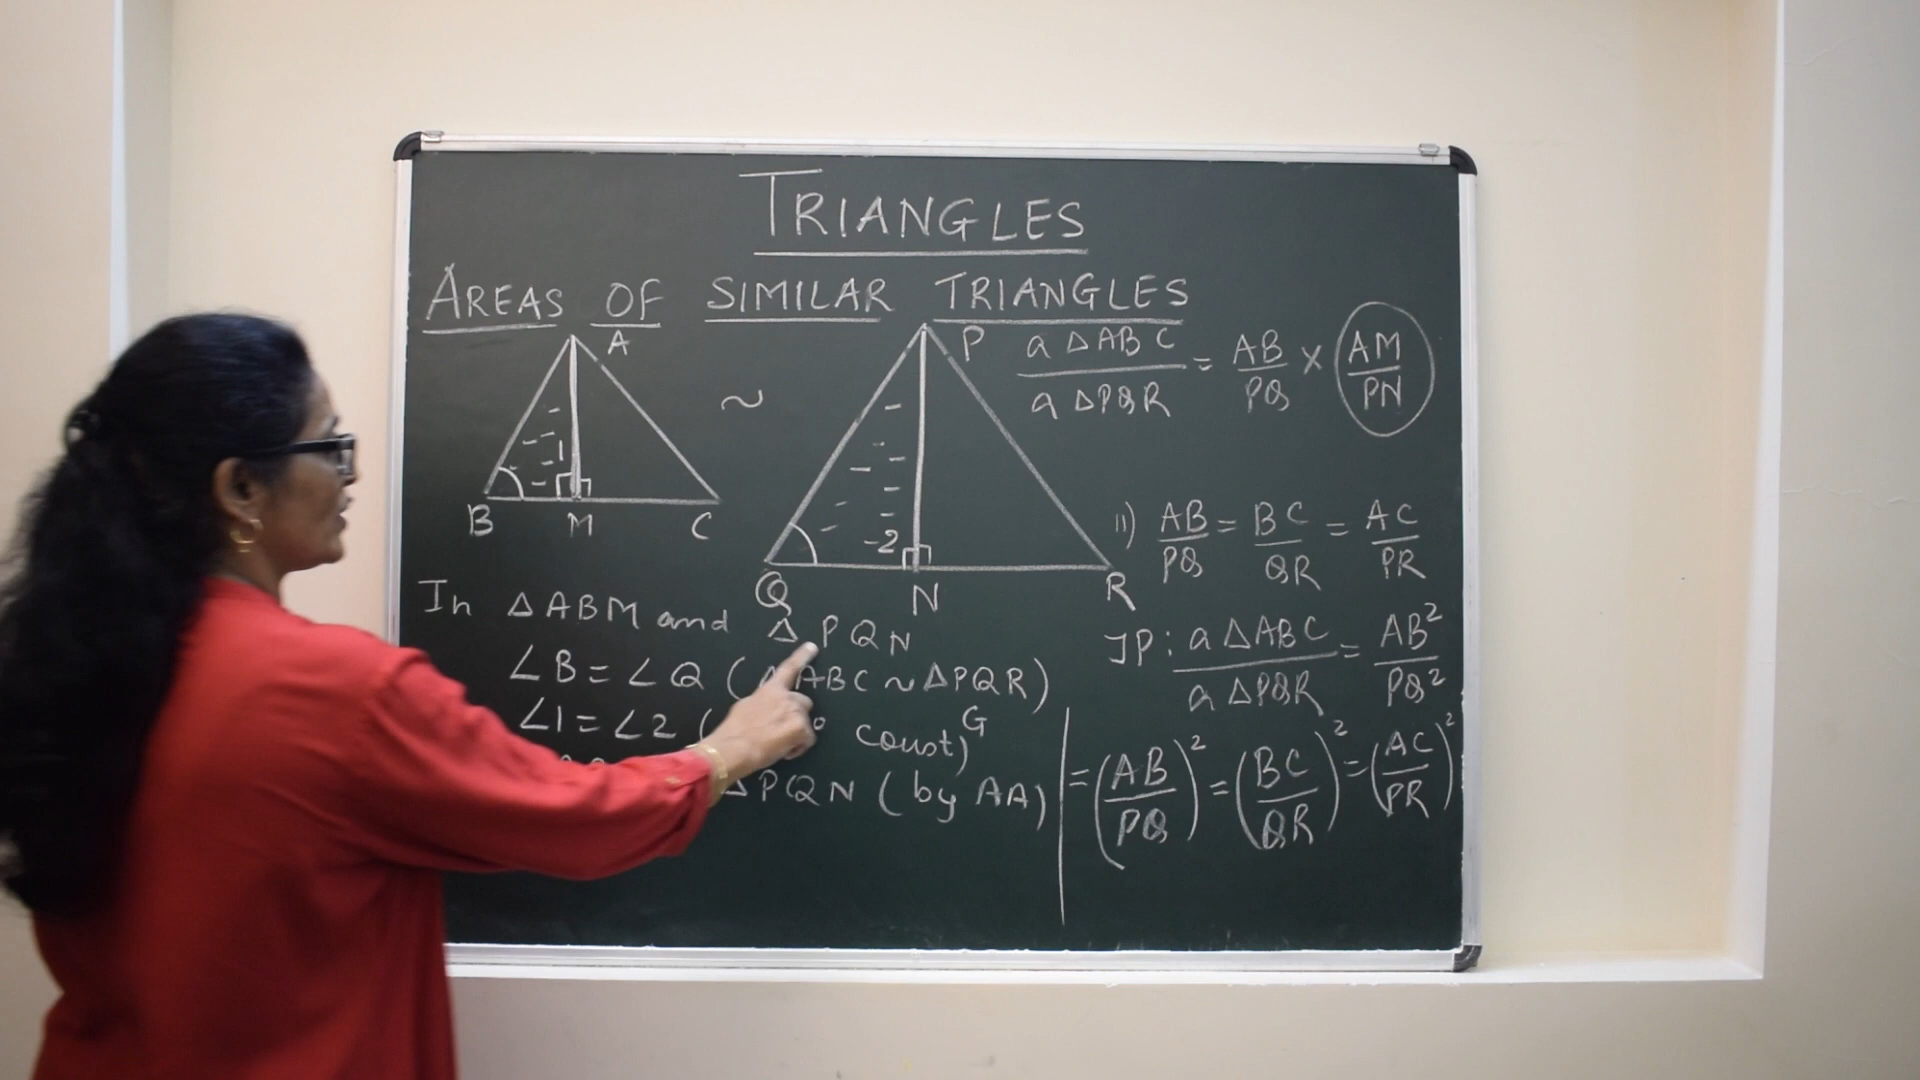 TRIANGLES
AREAS OF SIMILAR TRIANGLES
A
1
B M C
~
P
2
Q N R
a ΔABC / a ΔPQR = AB/PQ × AM/PN
II) AB/PQ = BC/QR = AC/PR
In ΔABM and ΔPQN
∠B = ∠Q (ΔABC ~ ΔPQR)
∠1 = ∠2 ( const)
G
ΔPQN (by AA)
TP: a ΔABC / a ΔPQR = AB²/PQ²
= (AB/PQ)² = (BC/QR)² = (AC/PR)²